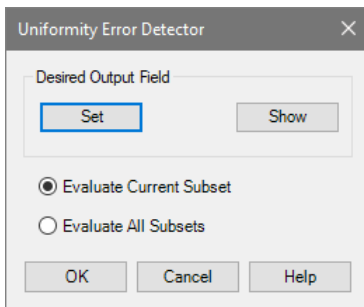 Uniformity Error Detector
Desired Output Field
Set Show
Evaluate Current Subset
Evaluate All Subsets
OK Cancel Help